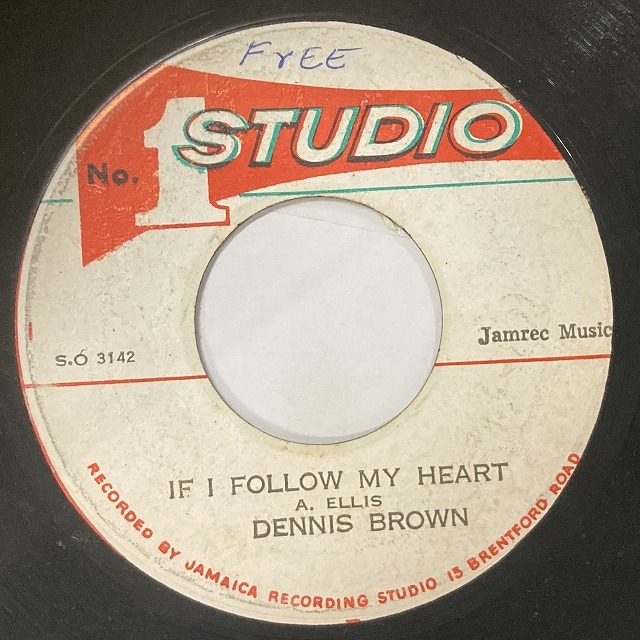 FrEE
STUDIO
No. 1
S.O 3142
Jamrec Music
IF I FOLLOW MY HEART
A. ELLIS
DENNIS BROWN
RECORDED BY JAMAICA RECORDING STUDIO 13 BRENTFORD ROAD